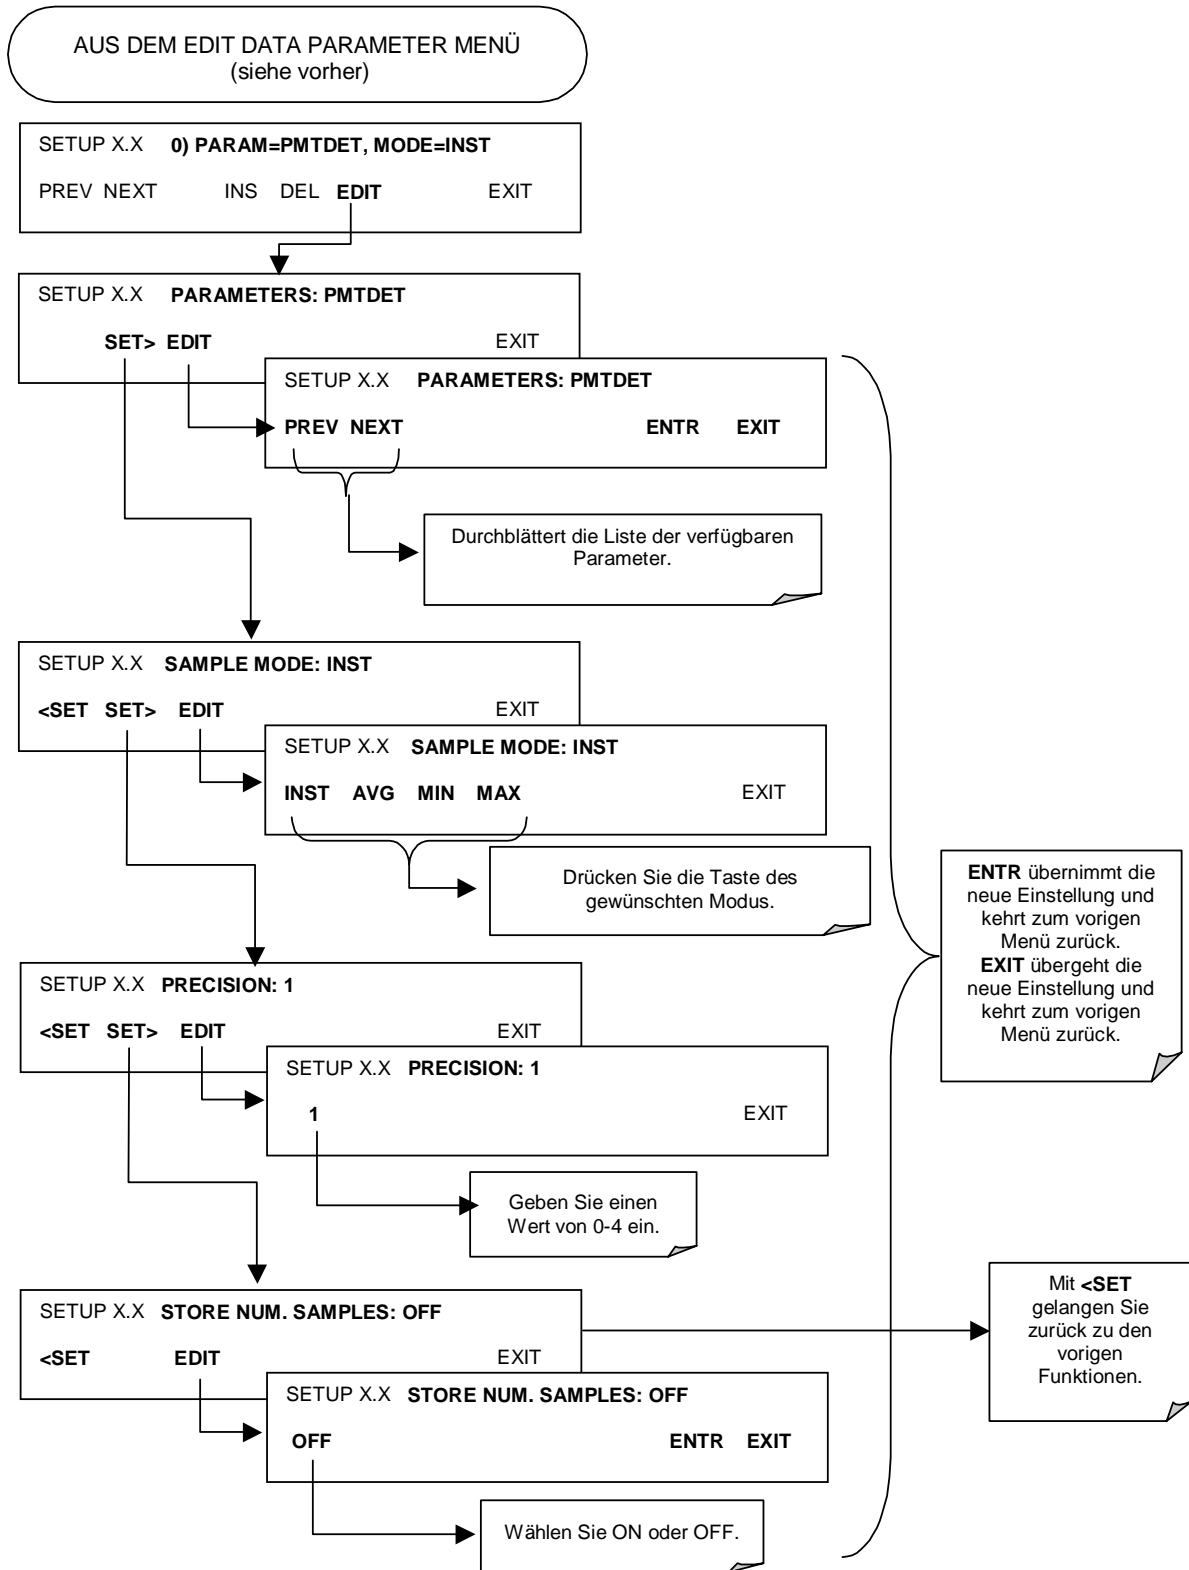 AUS DEM EDIT DATA PARAMETER MENÜ
(siehe vorher)
SETUP X.X 0) PARAM=PMTDET, MODE=INST
PREV NEXT INS DEL EDIT EXIT
SETUP X.X PARAMETERS: PMTDET
SET> EDIT EXIT
SETUP X.X PARAMETERS: PMTDET
PREV NEXT ENTR EXIT
Durchblättert die Liste der verfügbaren
Parameter.
SETUP X.X SAMPLE MODE: INST
<SET SET> EDIT EXIT
SETUP X.X SAMPLE MODE: INST
INST AVG MIN MAX EXIT
Drücken Sie die Taste des
gewünschten Modus.
ENTR übernimmt die
neue Einstellung und
kehrt zum vorigen
Menü zurück.
EXIT übergeht die
neue Einstellung und
kehrt zum vorigen
Menü zurück.
SETUP X.X PRECISION: 1
<SET SET> EDIT EXIT
SETUP X.X PRECISION: 1
1 EXIT
Geben Sie einen
Wert von 0-4 ein.
SETUP X.X STORE NUM. SAMPLES: OFF
<SET EDIT EXIT
Mit <SET
gelangen Sie
zurück zu den
vorigen
Funktionen.
SETUP X.X STORE NUM. SAMPLES: OFF
OFF ENTR EXIT
Wählen Sie ON oder OFF.